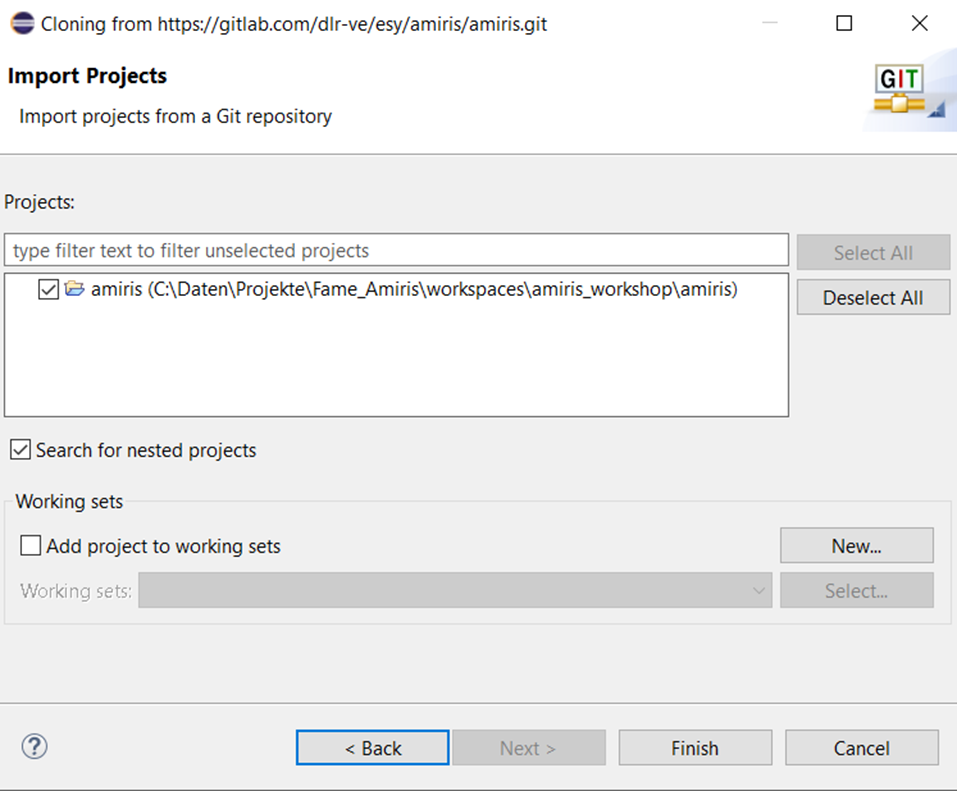 Cloning from https://gitlab.com/dlr-ve/esy/amiris/amiris.git
Import Projects
Import projects from a Git repository
GIT
Projects:
type filter text to filter unselected projects
Select All
amiris (C:\Daten\Projekte\Fame_Amiris\workspaces\amiris_workshop\amiris)
Deselect All
Search for nested projects
Working sets
Add project to working sets
New...
Working sets:
Select...
?
< Back
Next >
Finish
Cancel